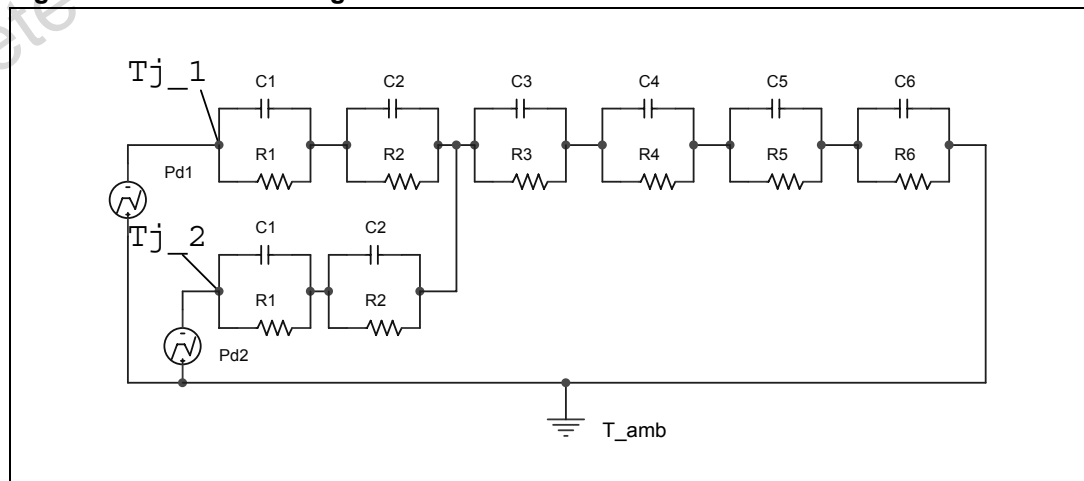 Tj_1
C1 C2 C3 C4 C5 C6
R1 R2 R3 R4 R5 R6
Pd1
Tj_2
C1 C2
R1 R2
Pd2
T_amb